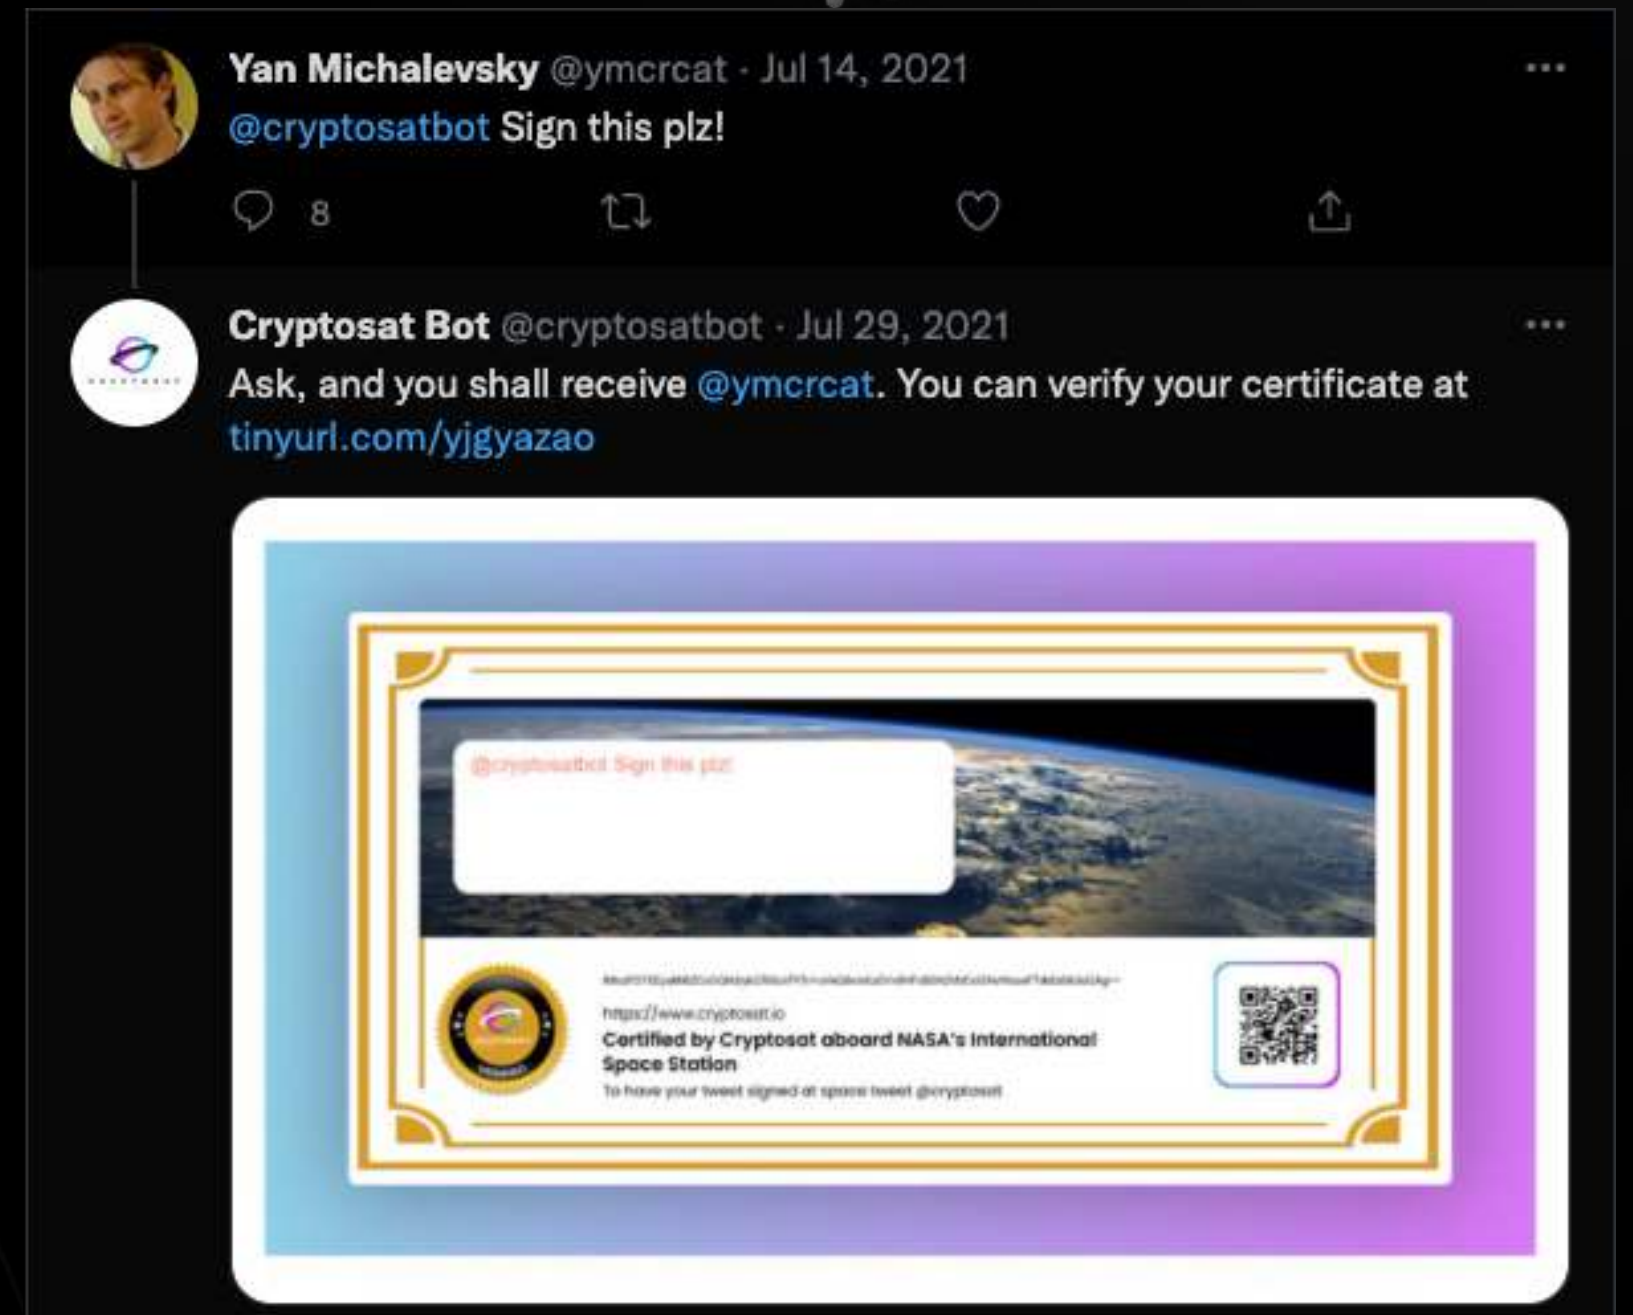 Yan Michalevsky @ymcrcat · Jul 14, 2021
@cryptosatbot Sign this plz!
8
Cryptosat Bot @cryptosatbot · Jul 29, 2021
Ask, and you shall receive @ymcrcat. You can verify your certificate at
tinyurl.com/yjgyazao
@cryptosatbot Sign this plz!
https://www.cryptosat.io
Certified by Cryptosat aboard NASA's International
Space Station
To have your tweet signed at space tweet @cryptosat